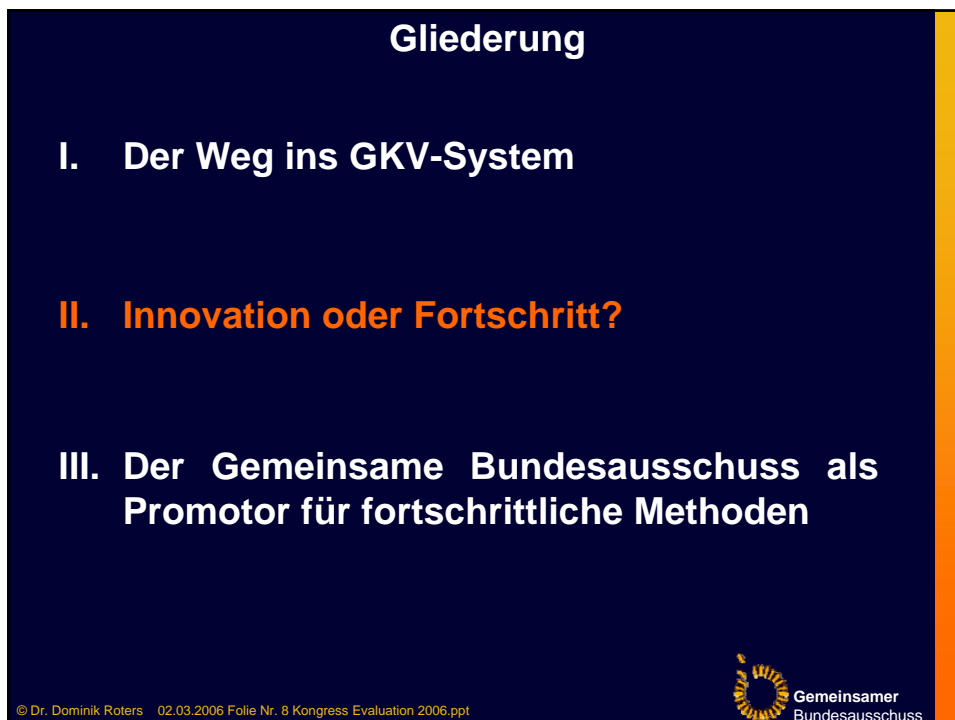 Gliederung
I. Der Weg ins GKV-System
II. Innovation oder Fortschritt?
III. Der Gemeinsame Bundesausschuss als
Promotor für fortschrittliche Methoden
© Dr. Dominik Roters 02.03.2006 Folie Nr. 8 Kongress Evaluation 2006.ppt
Gemeinsamer
Bundesausschuss